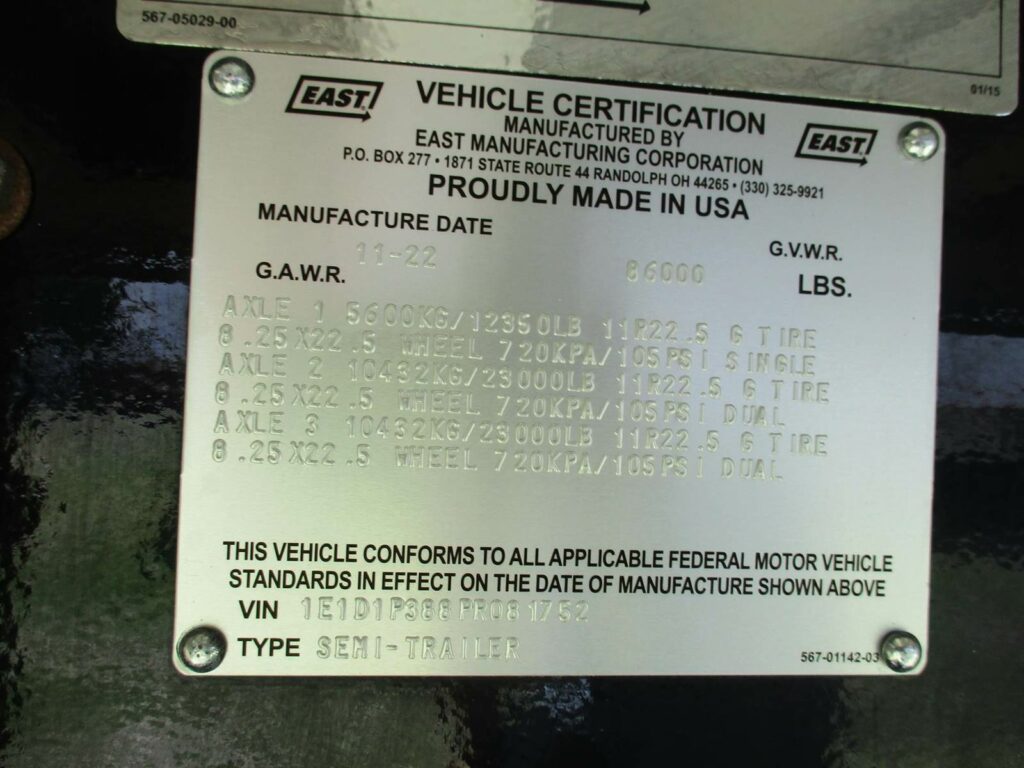 567-05029-00
01/15
EAST
VEHICLE CERTIFICATION
EAST
MANUFACTURED BY
EAST MANUFACTURING CORPORATION
P.O. BOX 277 • 1871 STATE ROUTE 44 RANDOLPH OH 44265 • (330) 325-9921
PROUDLY MADE IN USA
MANUFACTURE DATE
G.V.W.R.
11-22
86000
G.A.W.R.
LBS.
AXLE 1 5600KG/12350LB 11R22.5 G TIRE
8.25X22.5 WHEEL 720KPA/105PSI SINGLE
AXLE 2 10432KG/23000LB 11R22.5 G TIRE
8.25X22.5 WHEEL 720KPA/105PSI DUAL
AXLE 3 10432KG/23000LB 11R22.5 G TIRE
8.25X22.5 WHEEL 720KPA/105PSI DUAL
THIS VEHICLE CONFORMS TO ALL APPLICABLE FEDERAL MOTOR VEHICLE
STANDARDS IN EFFECT ON THE DATE OF MANUFACTURE SHOWN ABOVE
VIN 1E1D1P388PR081752
TYPE SEMI-TRAILER
567-01142-03